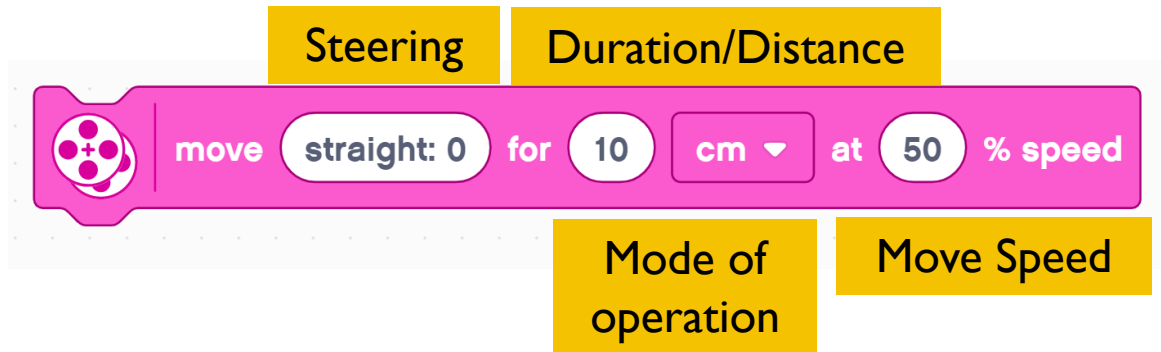 Steering
Duration/Distance
move straight: 0 for 10 cm at 50 % speed
Mode of
operation
Move Speed